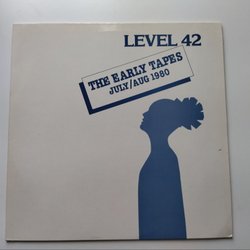 LEVEL 42
THE EARLY TAPES
JULY/AUG 1980